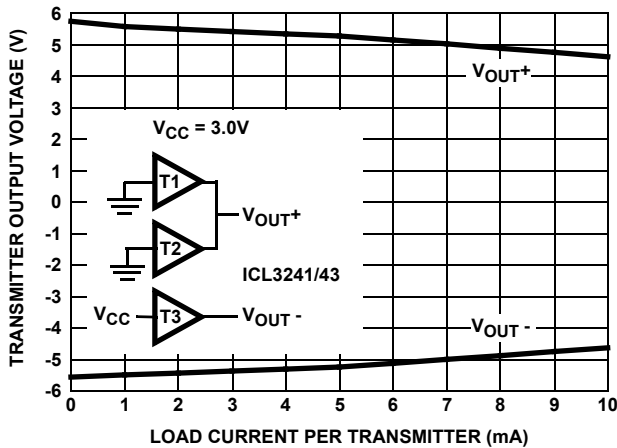 TRANSMITTER OUTPUT VOLTAGE (V)
6
5
4
3
2
1
0
-1
-2
-3
-4
-5
-6
VOUT+
VCC = 3.0V
T1
VOUT+
T2
ICL3241/43
VCC
T3
VOUT -
VOUT -
0 1 2 3 4 5 6 7 8 9 10
LOAD CURRENT PER TRANSMITTER (mA)